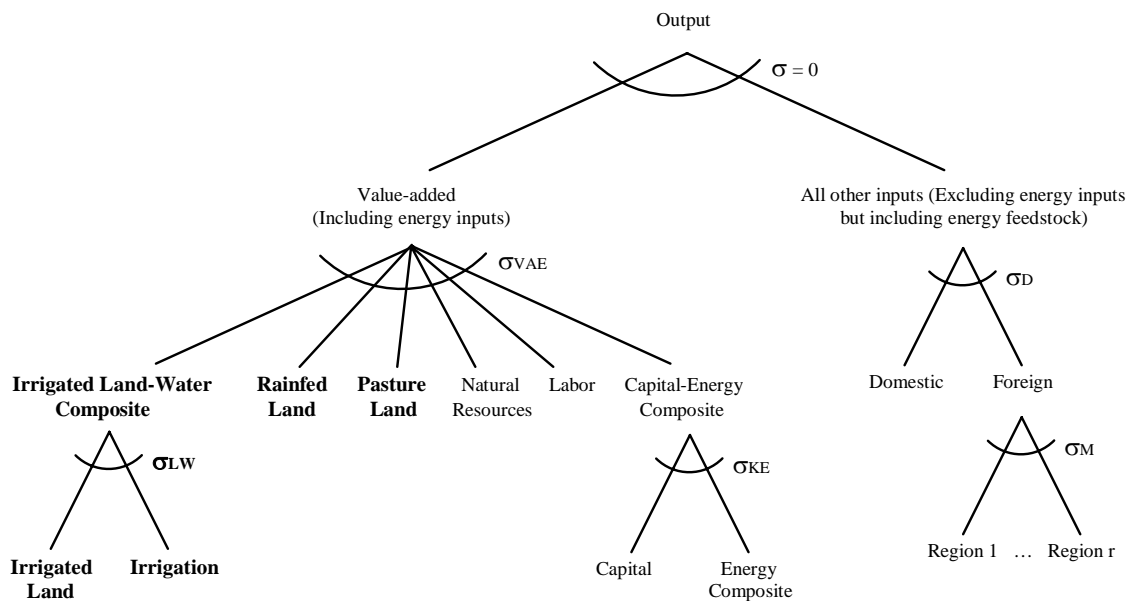 Output
σ = 0
Value-added
(Including energy inputs)
All other inputs (Excluding energy inputs
but including energy feedstock)
σVAE
σD
Irrigated Land-Water
Composite
Rainfed
Land
Pasture
Land
Natural
Resources
Labor
Capital-Energy
Composite
Domestic
Foreign
σLW
σKE
σM
Irrigated
Land
Irrigation
Capital
Energy
Composite
Region 1 … Region r